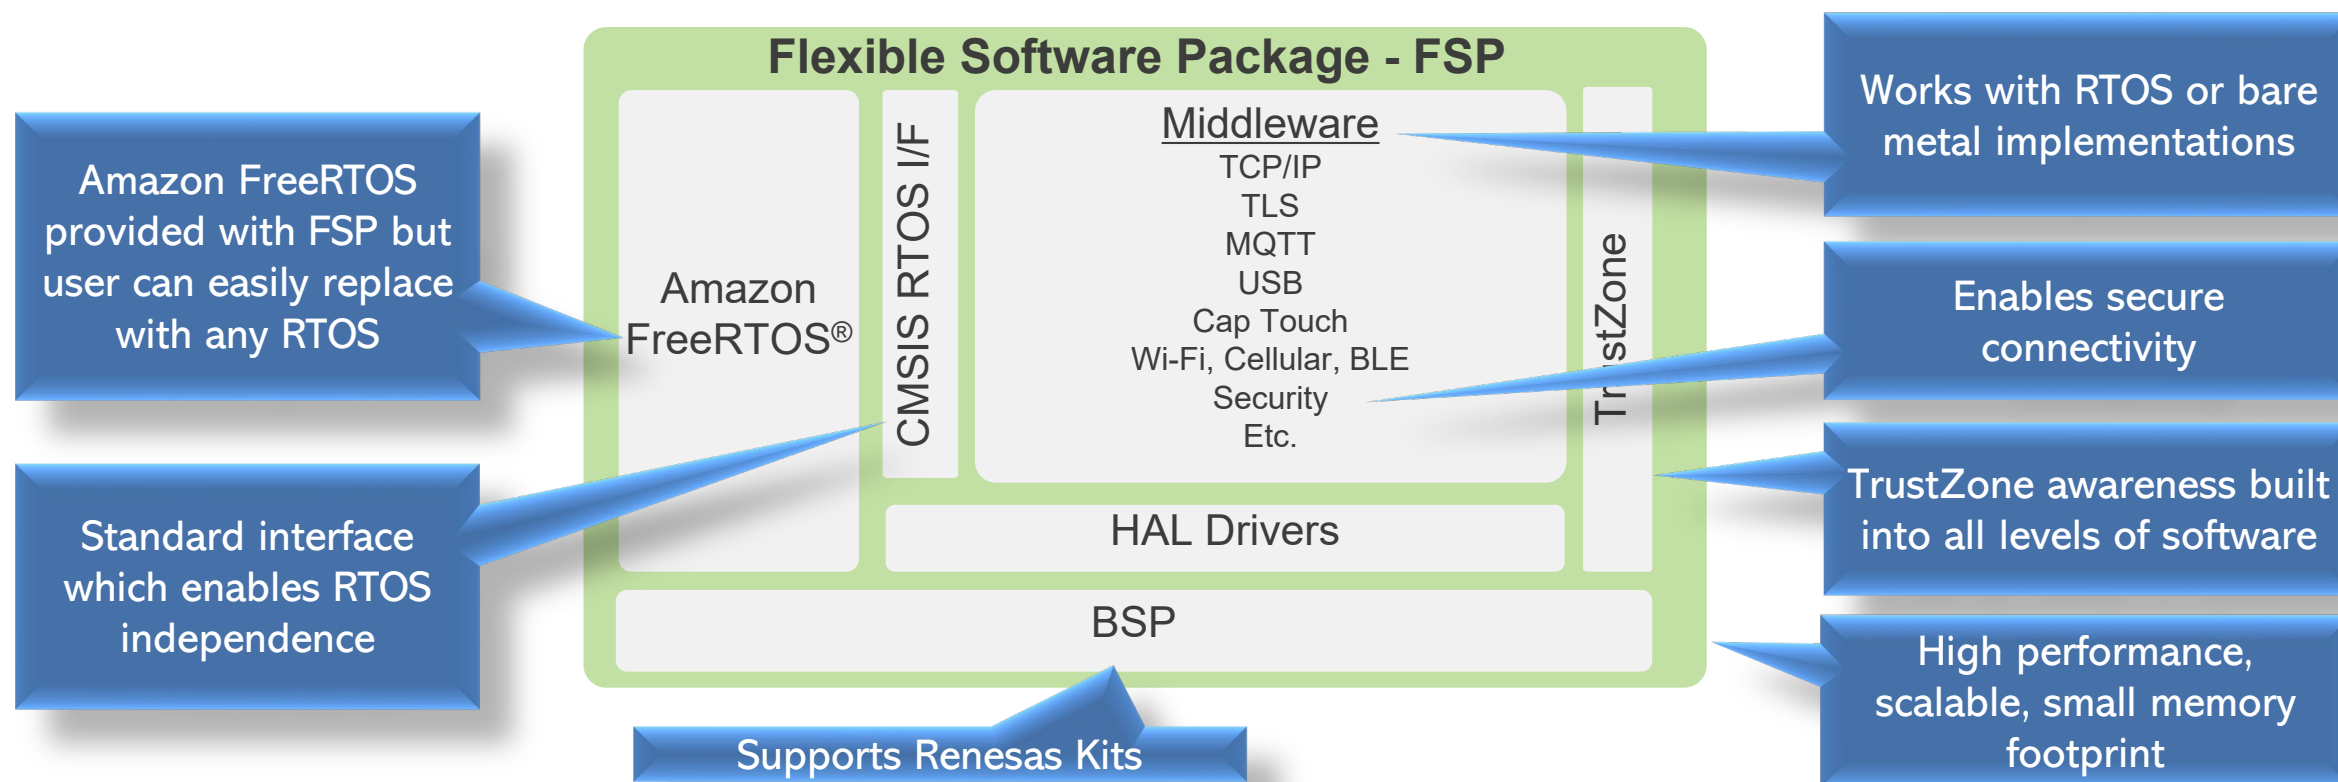 Flexible Software Package - FSP
Amazon FreeRTOS
provided with FSP but
user can easily replace
with any RTOS
Standard interface
which enables RTOS
independence
Amazon
FreeRTOS®
CMSIS RTOS I/F
Middleware
TCP/IP
TLS
MQTT
USB
Cap Touch
Wi-Fi, Cellular, BLE
Security
Etc.
TrustZone
HAL Drivers
BSP
Supports Renesas Kits
Works with RTOS or bare
metal implementations
Enables secure
connectivity
TrustZone awareness built
into all levels of software
High performance,
scalable, small memory
footprint